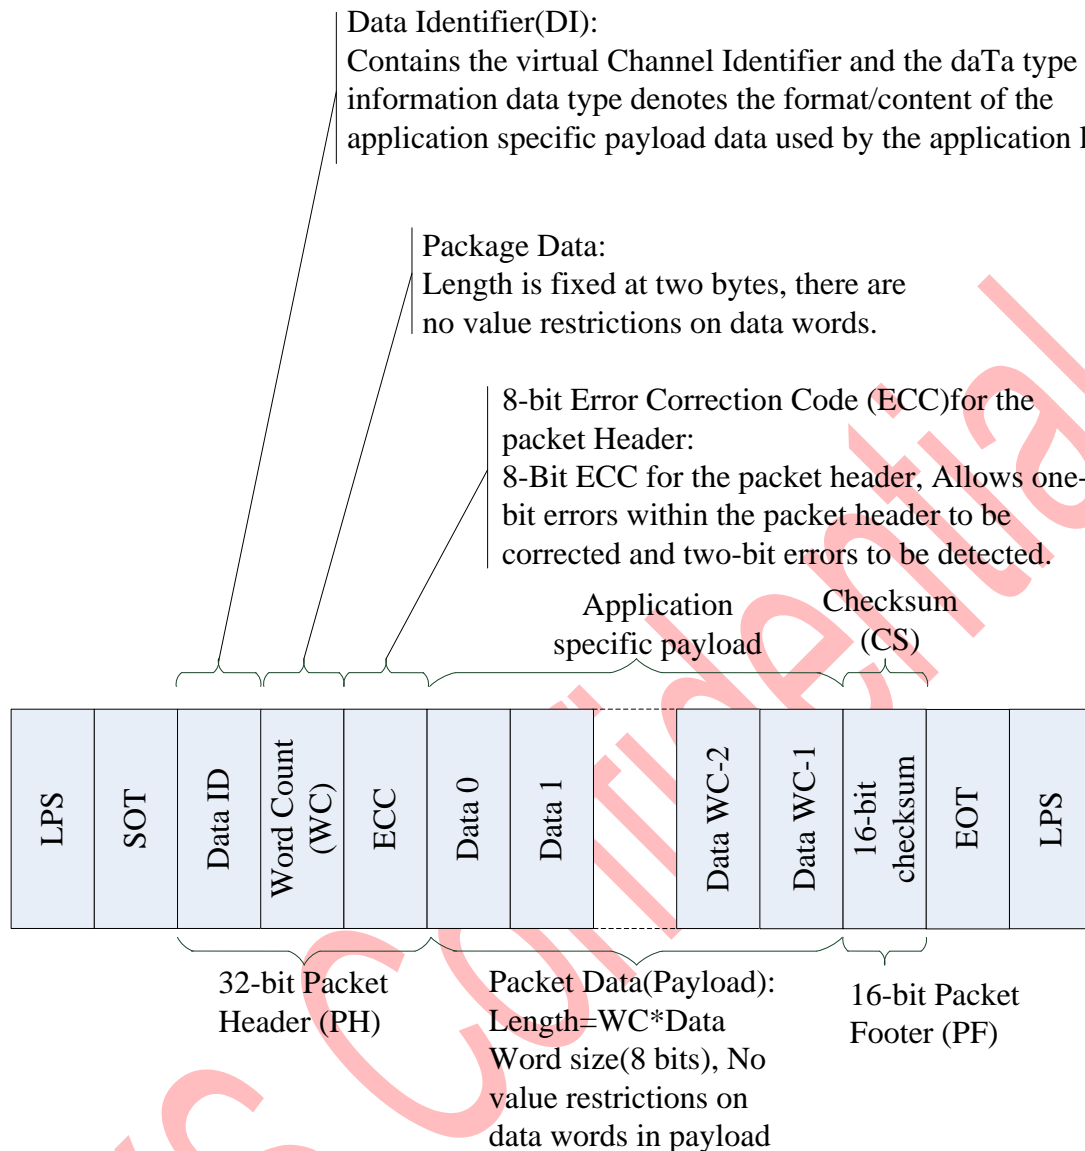 Data Identifier(DI):
Contains the virtual Channel Identifier and the daTa type
information data type denotes the format/content of the
application specific payload data used by the application
Package Data:
Length is fixed at two bytes, there are
no value restrictions on data words.
8-bit Error Correction Code (ECC)for the
packet Header:
8-Bit ECC for the packet header, Allows one-
bit errors within the packet header to be
corrected and two-bit errors to be detected.
Application
specific payload
Checksum
(CS)
LPS
SOT
Data ID
Word Count
(WC)
ECC
Data 0
Data 1
Data WC-2
Data WC-1
16-bit
checksum
EOT
LPS
32-bit Packet
Header (PH)
Packet Data(Payload):
Length=WC*Data
Word size(8 bits), No
value restrictions on
data words in payload
16-bit Packet
Footer (PF)
Confidential